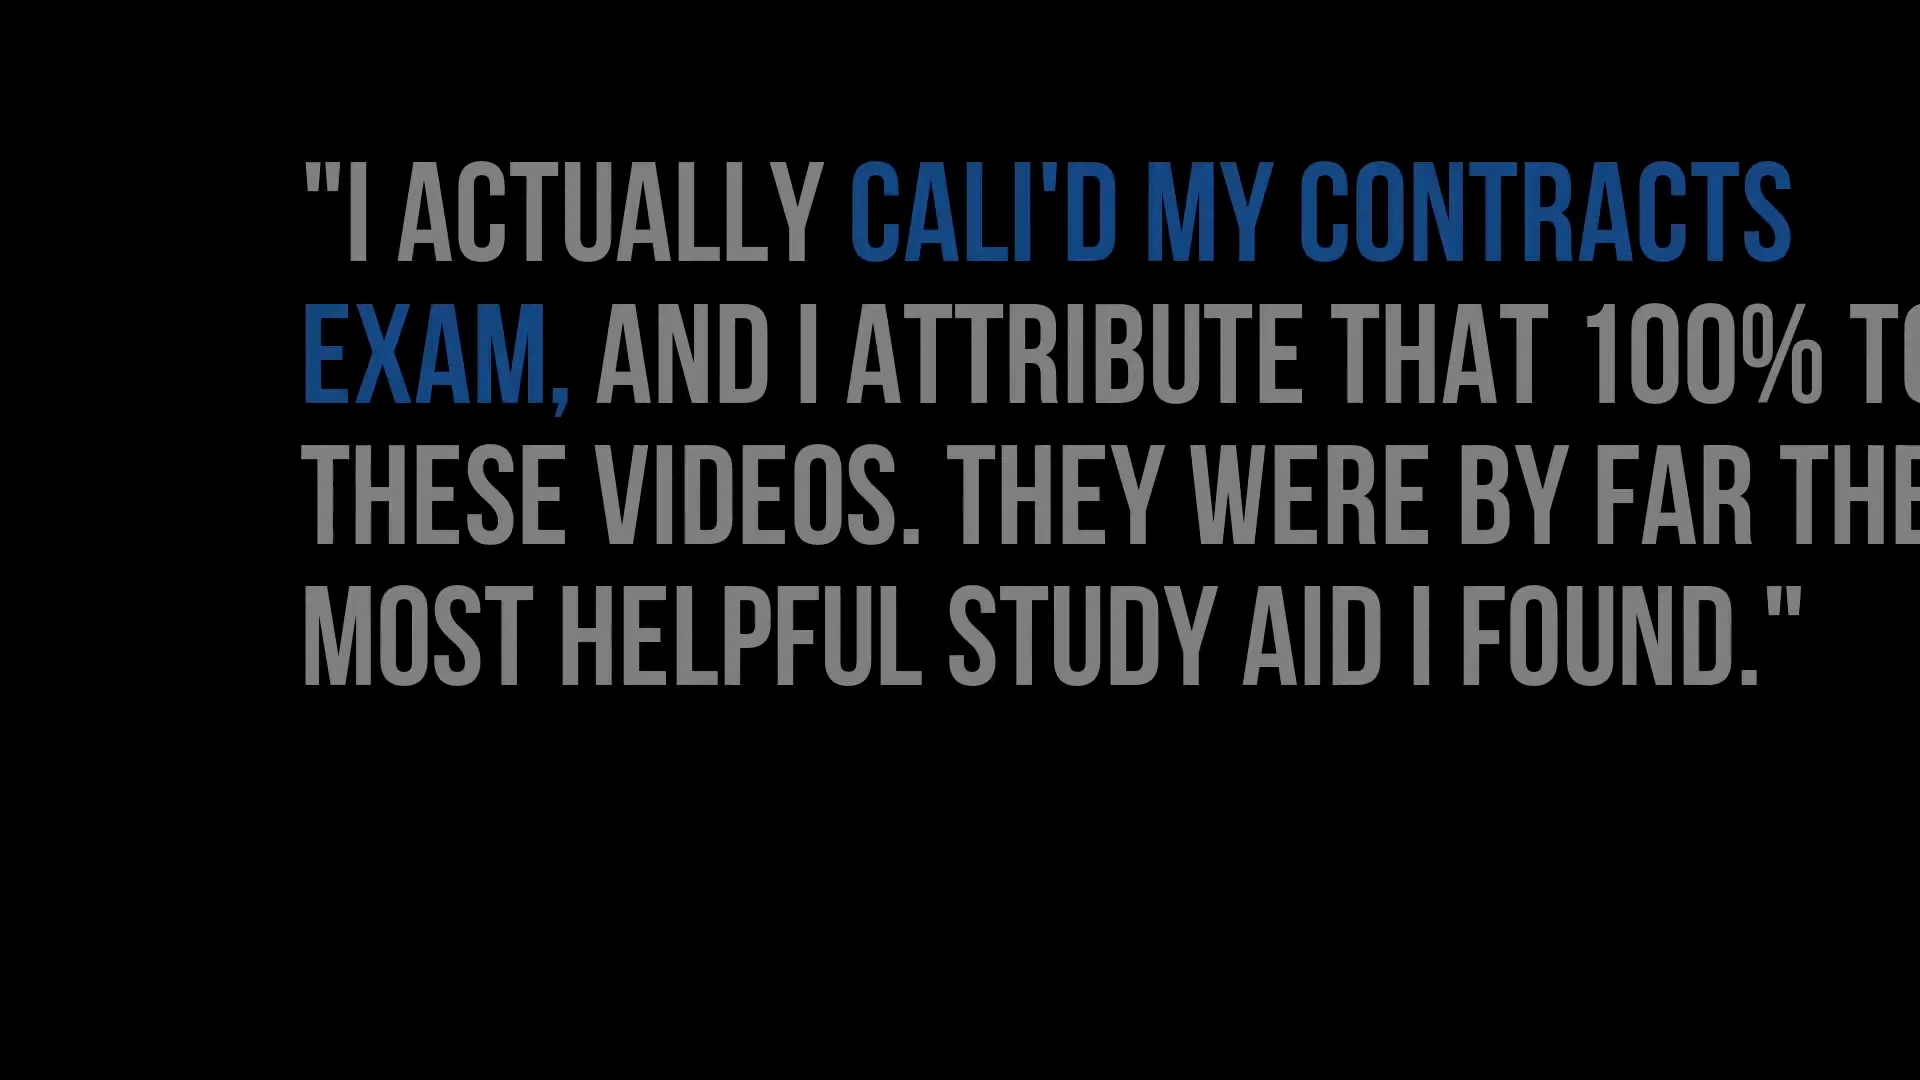 "I ACTUALLY CALI'D MY CONTRACTS
EXAM, AND I ATTRIBUTE THAT 100% TO
THESE VIDEOS. THEY WERE BY FAR THE
MOST HELPFUL STUDY AID I FOUND."